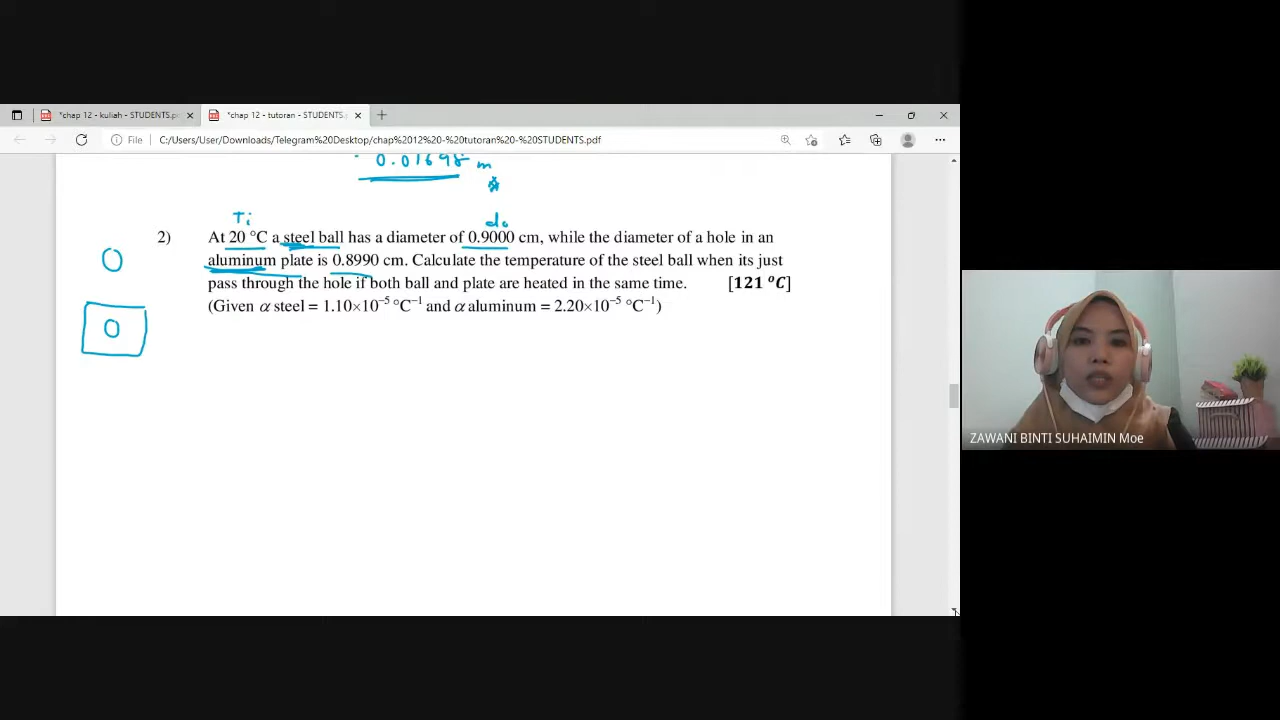 *chap 12 - kuliah - STUDENTS.p
*chap 12 - tutoran - STUDENTS.
File
C:/Users/User/Downloads/Telegram%20Desktop/chap%2012%20-%20tutoran%20-%20STUDENTS.pdf
0.01698 m
Ti do
2) At 20 °C a steel ball has a diameter of 0.9000 cm, while the diameter of a hole in an
aluminum plate is 0.8990 cm. Calculate the temperature of the steel ball when its just
pass through the hole if both ball and plate are heated in the same time. [121 °C]
(Given α steel = 1.10×10⁻⁵ °C⁻¹ and α aluminum = 2.20×10⁻⁵ °C⁻¹)
ZAWANI BINTI SUHAIMIN Moe